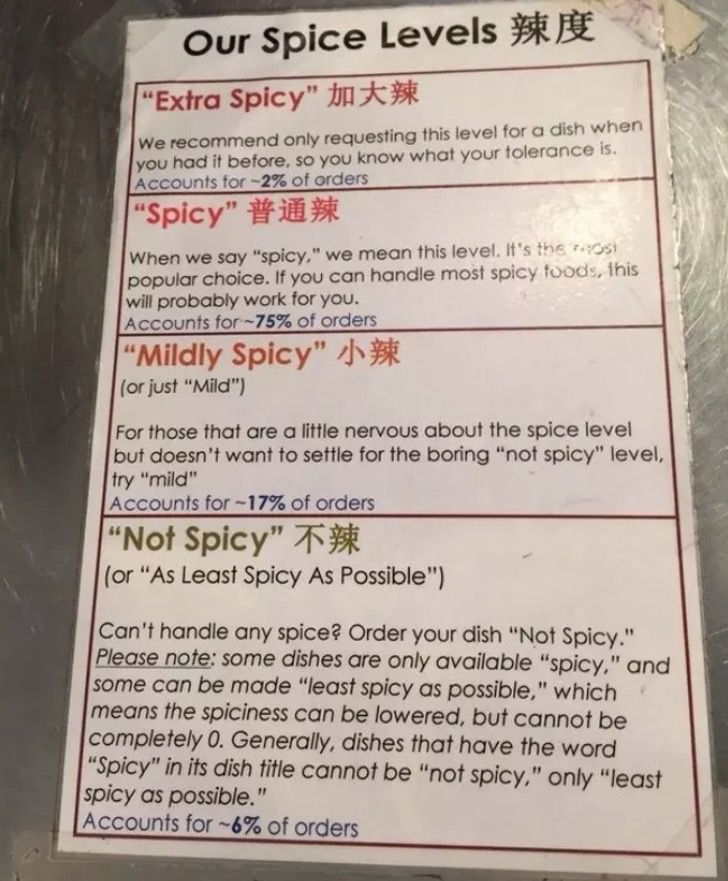 Our Spice Levels 辣度
“Extra Spicy” 加大辣
We recommend only requesting this level for a dish when
you had it before, so you know what your tolerance is.
Accounts for ~2% of orders
“Spicy” 普通辣
When we say “spicy,” we mean this level. It's the most
popular choice. If you can handle most spicy foods, this
will probably work for you.
Accounts for ~75% of orders
“Mildly Spicy” 小辣
(or just “Mild”)
For those that are a little nervous about the spice level
but doesn't want to settle for the boring “not spicy” level,
try “mild”
Accounts for ~17% of orders
“Not Spicy” 不辣
(or “As Least Spicy As Possible”)
Can't handle any spice? Order your dish “Not Spicy.”
Please note: some dishes are only available “spicy,” and
some can be made “least spicy as possible,” which
means the spiciness can be lowered, but cannot be
completely 0. Generally, dishes that have the word
“Spicy” in its dish title cannot be “not spicy,” only “least
spicy as possible.”
Accounts for ~6% of orders